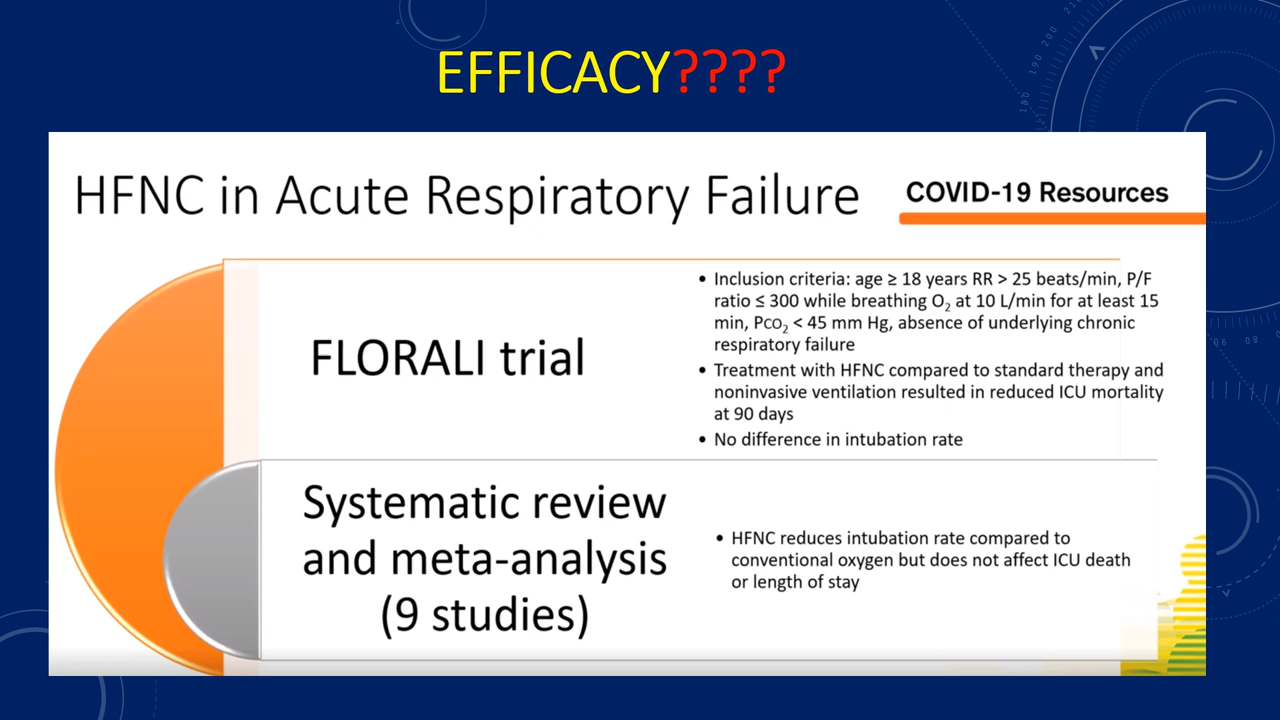 EFFICACY????
HFNC in Acute Respiratory Failure
COVID-19 Resources
FLORALI trial
• Inclusion criteria: age ≥ 18 years RR > 25 beats/min, P/F
ratio ≤ 300 while breathing O₂ at 10 L/min for at least 15
min, PCO₂ < 45 mm Hg, absence of underlying chronic
respiratory failure
• Treatment with HFNC compared to standard therapy and
noninvasive ventilation resulted in reduced ICU mortality
at 90 days
• No difference in intubation rate
Systematic review
and meta-analysis
(9 studies)
• HFNC reduces intubation rate compared to
conventional oxygen but does not affect ICU death
or length of stay